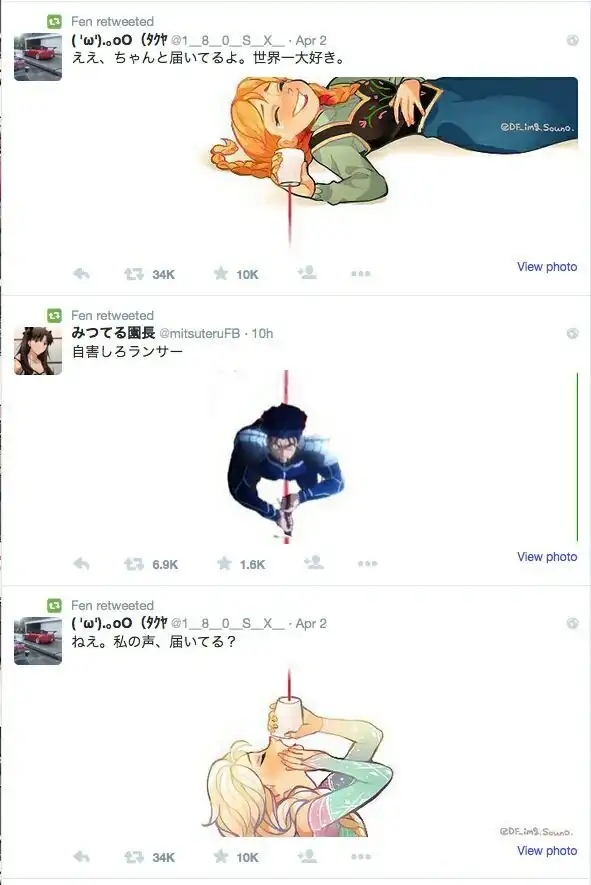 Fen retweeted
( 'ω').｡oO（ﾀｸﾔ @1__8__0__S__X__ · Apr 2
ええ、ちゃんと届いてるよ。世界一大好き。
@DF_img_Souno.
34K 10K
View photo
Fen retweeted
みつてる園長 @mitsuteruFB · 10h
自害しろランサー
6.9K 1.6K
View photo
Fen retweeted
( 'ω').｡oO（ﾀｸﾔ @1__8__0__S__X__ · Apr 2
ねえ。私の声、届いてる？
@DF_img_Souno.
34K 10K
View photo